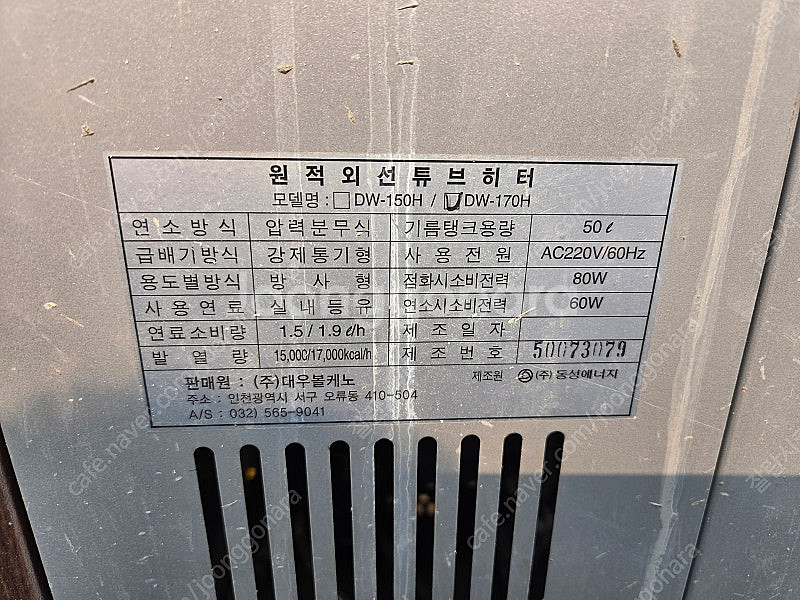 원적외선튜브히터
모델명 : □DW-150H / ☑DW-170H
연소방식 압력분무식 기름탱크용량 50ℓ
급배기방식 강제통기형 사용전원 AC220V/60Hz
용도별방식 방사형 점화시소비전력 80W
사용연료 실내등유 연소시소비전력 60W
연료소비량 1.5 / 1.9ℓ/h 제조일자
발열량 15,000/17,000kcal/h 제조번호 50073079
판매원 : (주)대우볼케노 제조원 (주)동성에너지
주소 : 인천광역시 서구 오류동 410-504
A/S : 032) 565-9041
cafe.naver.com/joonggonara